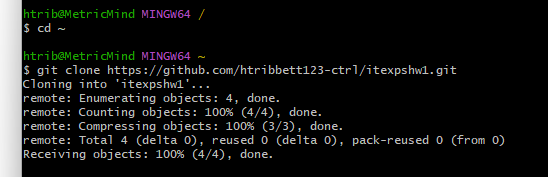 htrib@MetricMind MINGW64 /
$ cd ~
htrib@MetricMind MINGW64 ~
$ git clone https://github.com/htribbett123-ctrl/itexpshw1.git
Cloning into 'itexpshw1'...
remote: Enumerating objects: 4, done.
remote: Counting objects: 100% (4/4), done.
remote: Compressing objects: 100% (3/3), done.
remote: Total 4 (delta 0), reused 0 (delta 0), pack-reused 0 (from 0)
Receiving objects: 100% (4/4), done.